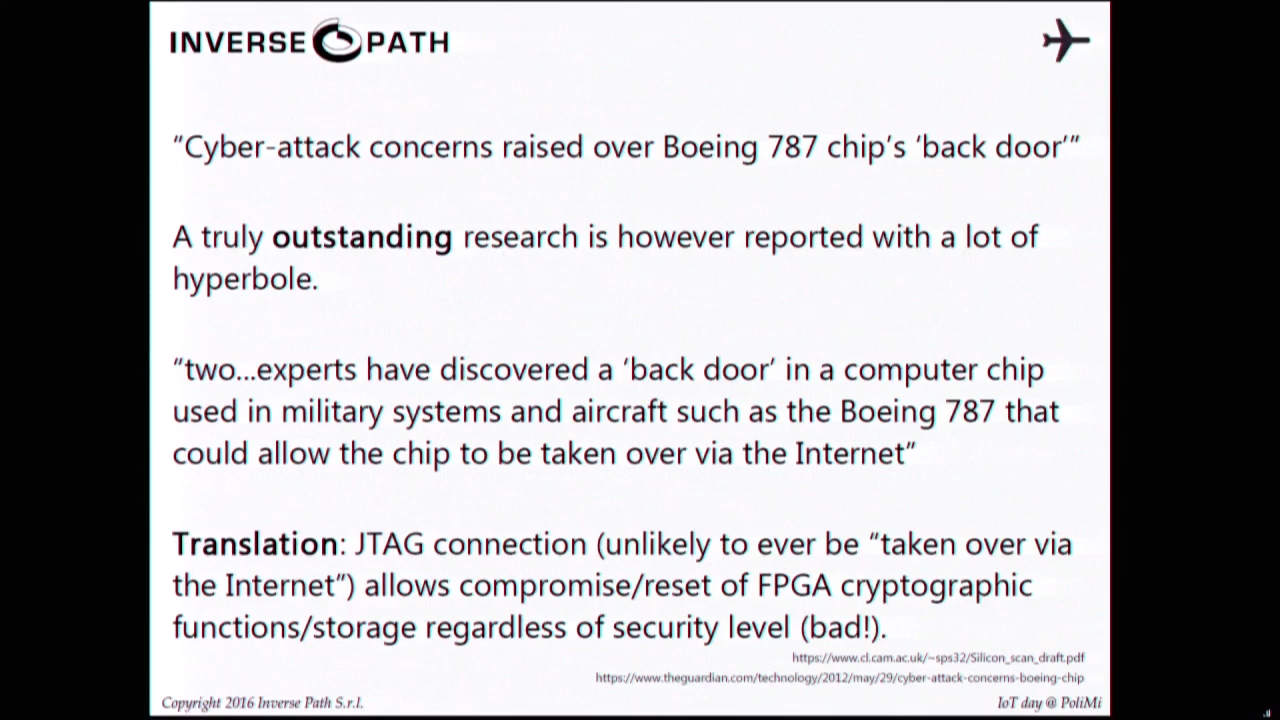 INVERSE PATH
“Cyber-attack concerns raised over Boeing 787 chip’s ‘back door’”
A truly outstanding research is however reported with a lot of
hyperbole.
“two...experts have discovered a ‘back door’ in a computer chip
used in military systems and aircraft such as the Boeing 787 that
could allow the chip to be taken over via the Internet”
Translation: JTAG connection (unlikely to ever be “taken over via
the Internet”) allows compromise/reset of FPGA cryptographic
functions/storage regardless of security level (bad!).
https://www.cl.cam.ac.uk/~sps32/Silicon_scan_draft.pdf
https://www.theguardian.com/technology/2012/may/29/cyber-attack-concerns-boeing-chip
Copyright 2016 Inverse Path S.r.l.
IoT day @ PoliMi